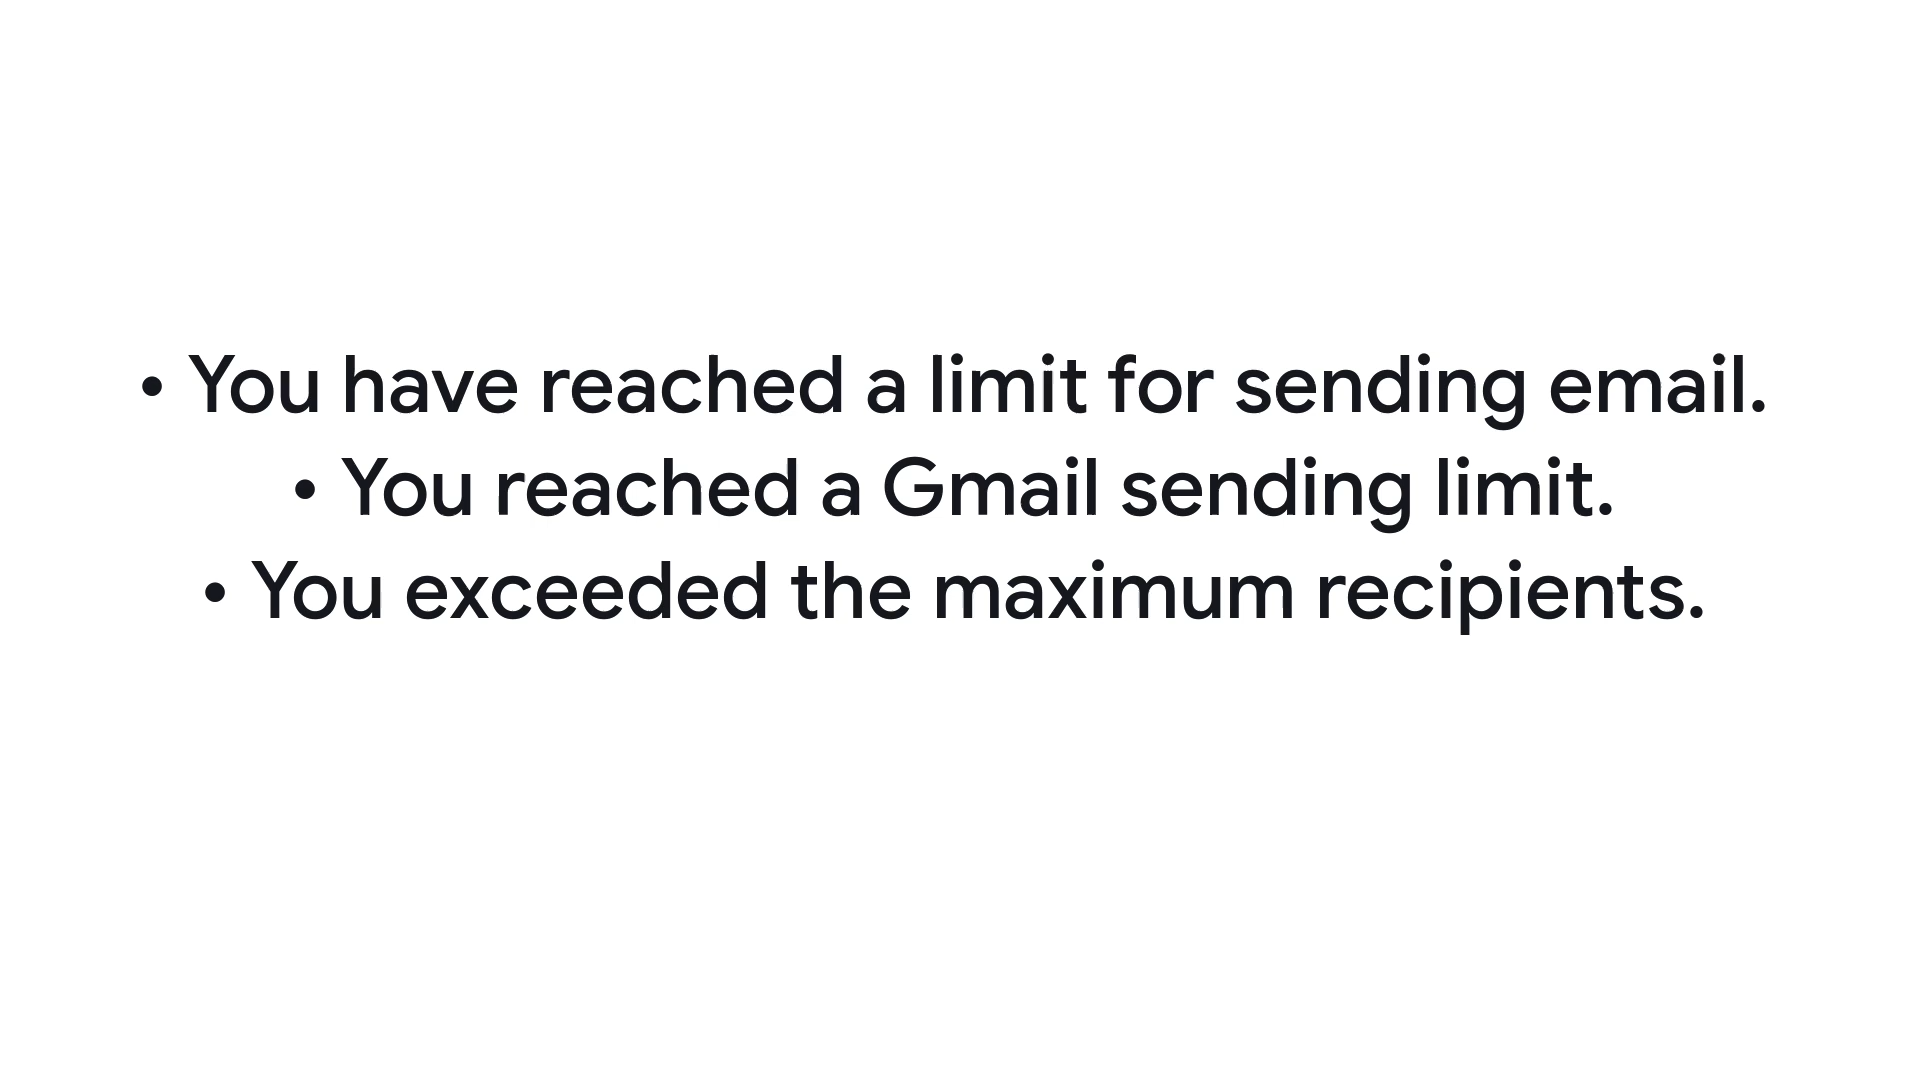 • You have reached a limit for sending email.
• You reached a Gmail sending limit.
• You exceeded the maximum recipients.